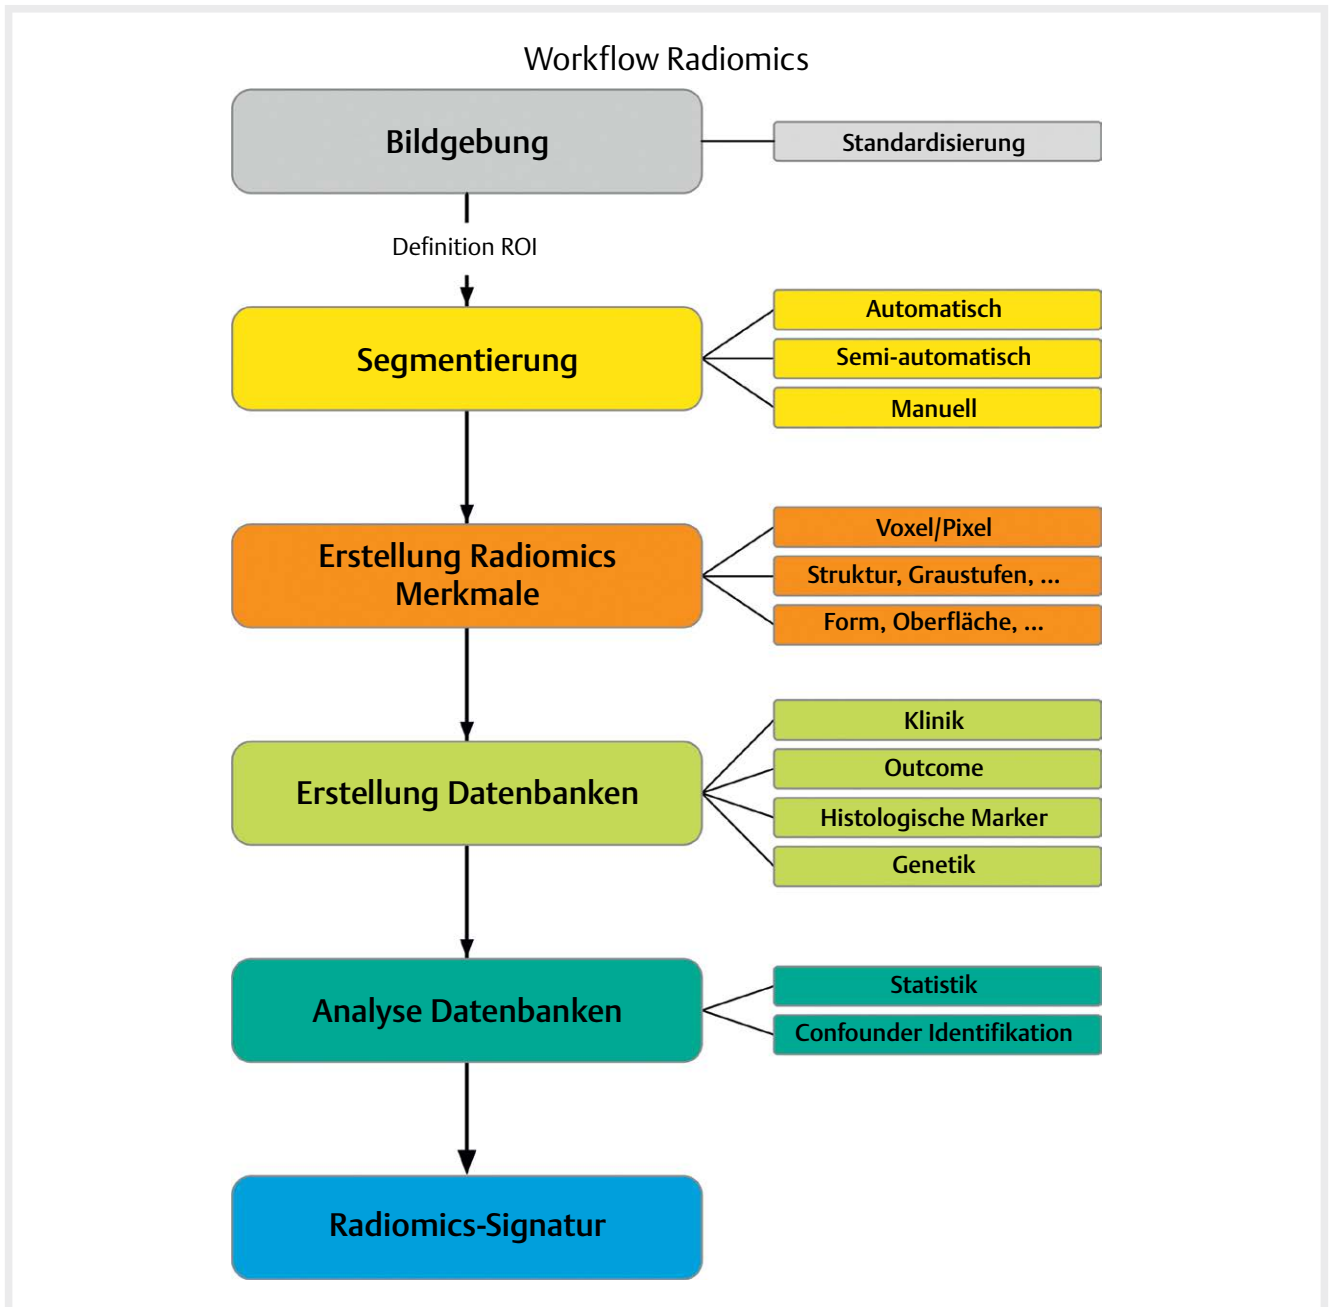 Workflow Radiomics
Bildgebung
Standardisierung
Definition ROI
Segmentierung
Automatisch
Semi-automatisch
Manuell
Erstellung Radiomics
Merkmale
Voxel/Pixel
Struktur, Graustufen, ...
Form, Oberfläche, ...
Erstellung Datenbanken
Klinik
Outcome
Histologische Marker
Genetik
Analyse Datenbanken
Statistik
Confounder Identifikation
Radiomics-Signatur